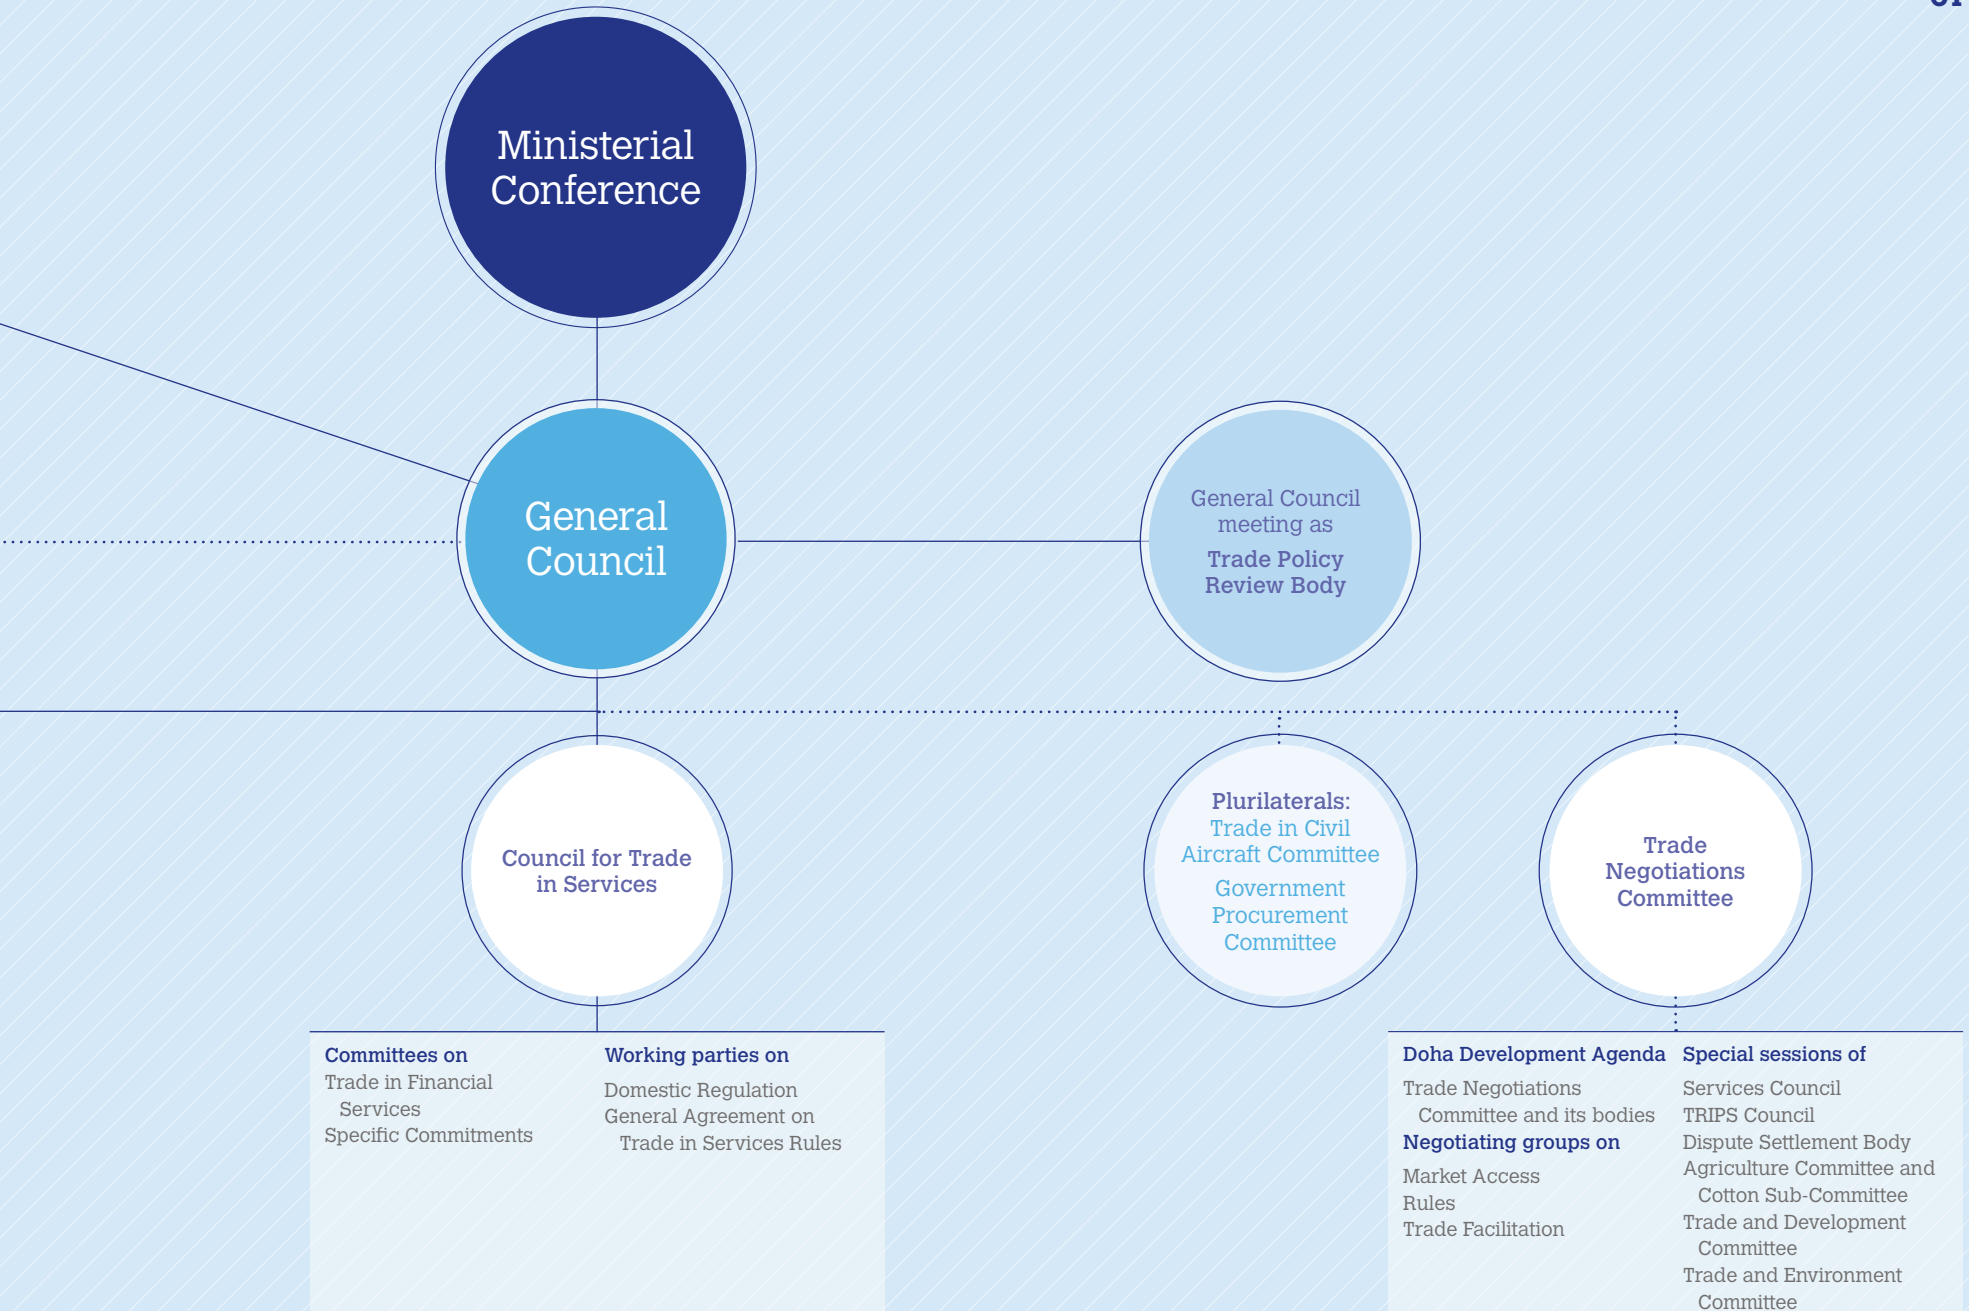 Ministerial
Conference
General
Council
General Council
meeting as
Trade Policy
Review Body
Council for Trade
in Services
Plurilaterals:
Trade in Civil
Aircraft Committee
Government
Procurement
Committee
Trade
Negotiations
Committee
Committees on
Trade in Financial
Services
Specific Commitments
Working parties on
Domestic Regulation
General Agreement on
Trade in Services Rules
Doha Development Agenda
Trade Negotiations
Committee and its bodies
Negotiating groups on
Market Access
Rules
Trade Facilitation
Special sessions of
Services Council
TRIPS Council
Dispute Settlement Body
Agriculture Committee and
Cotton Sub-Committee
Trade and Development
Committee
Trade and Environment
Committee